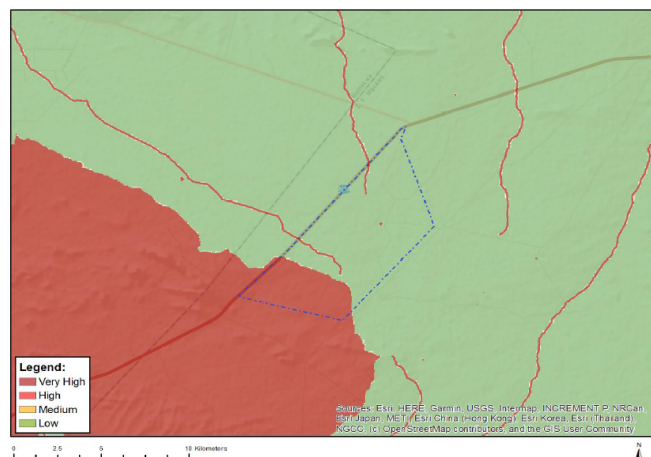 Legend:
Very High
High
Medium
Low
Sources: Esri, HERE, Garmin, USGS, Intermap, INCREMENT P, NRCan,
Esri Japan, METI, Esri China (Hong Kong), Esri Korea, Esri (Thailand),
NGCC, (c) OpenStreetMap contributors, and the GIS User Community
0 2.5 5 10 Kilometers
N